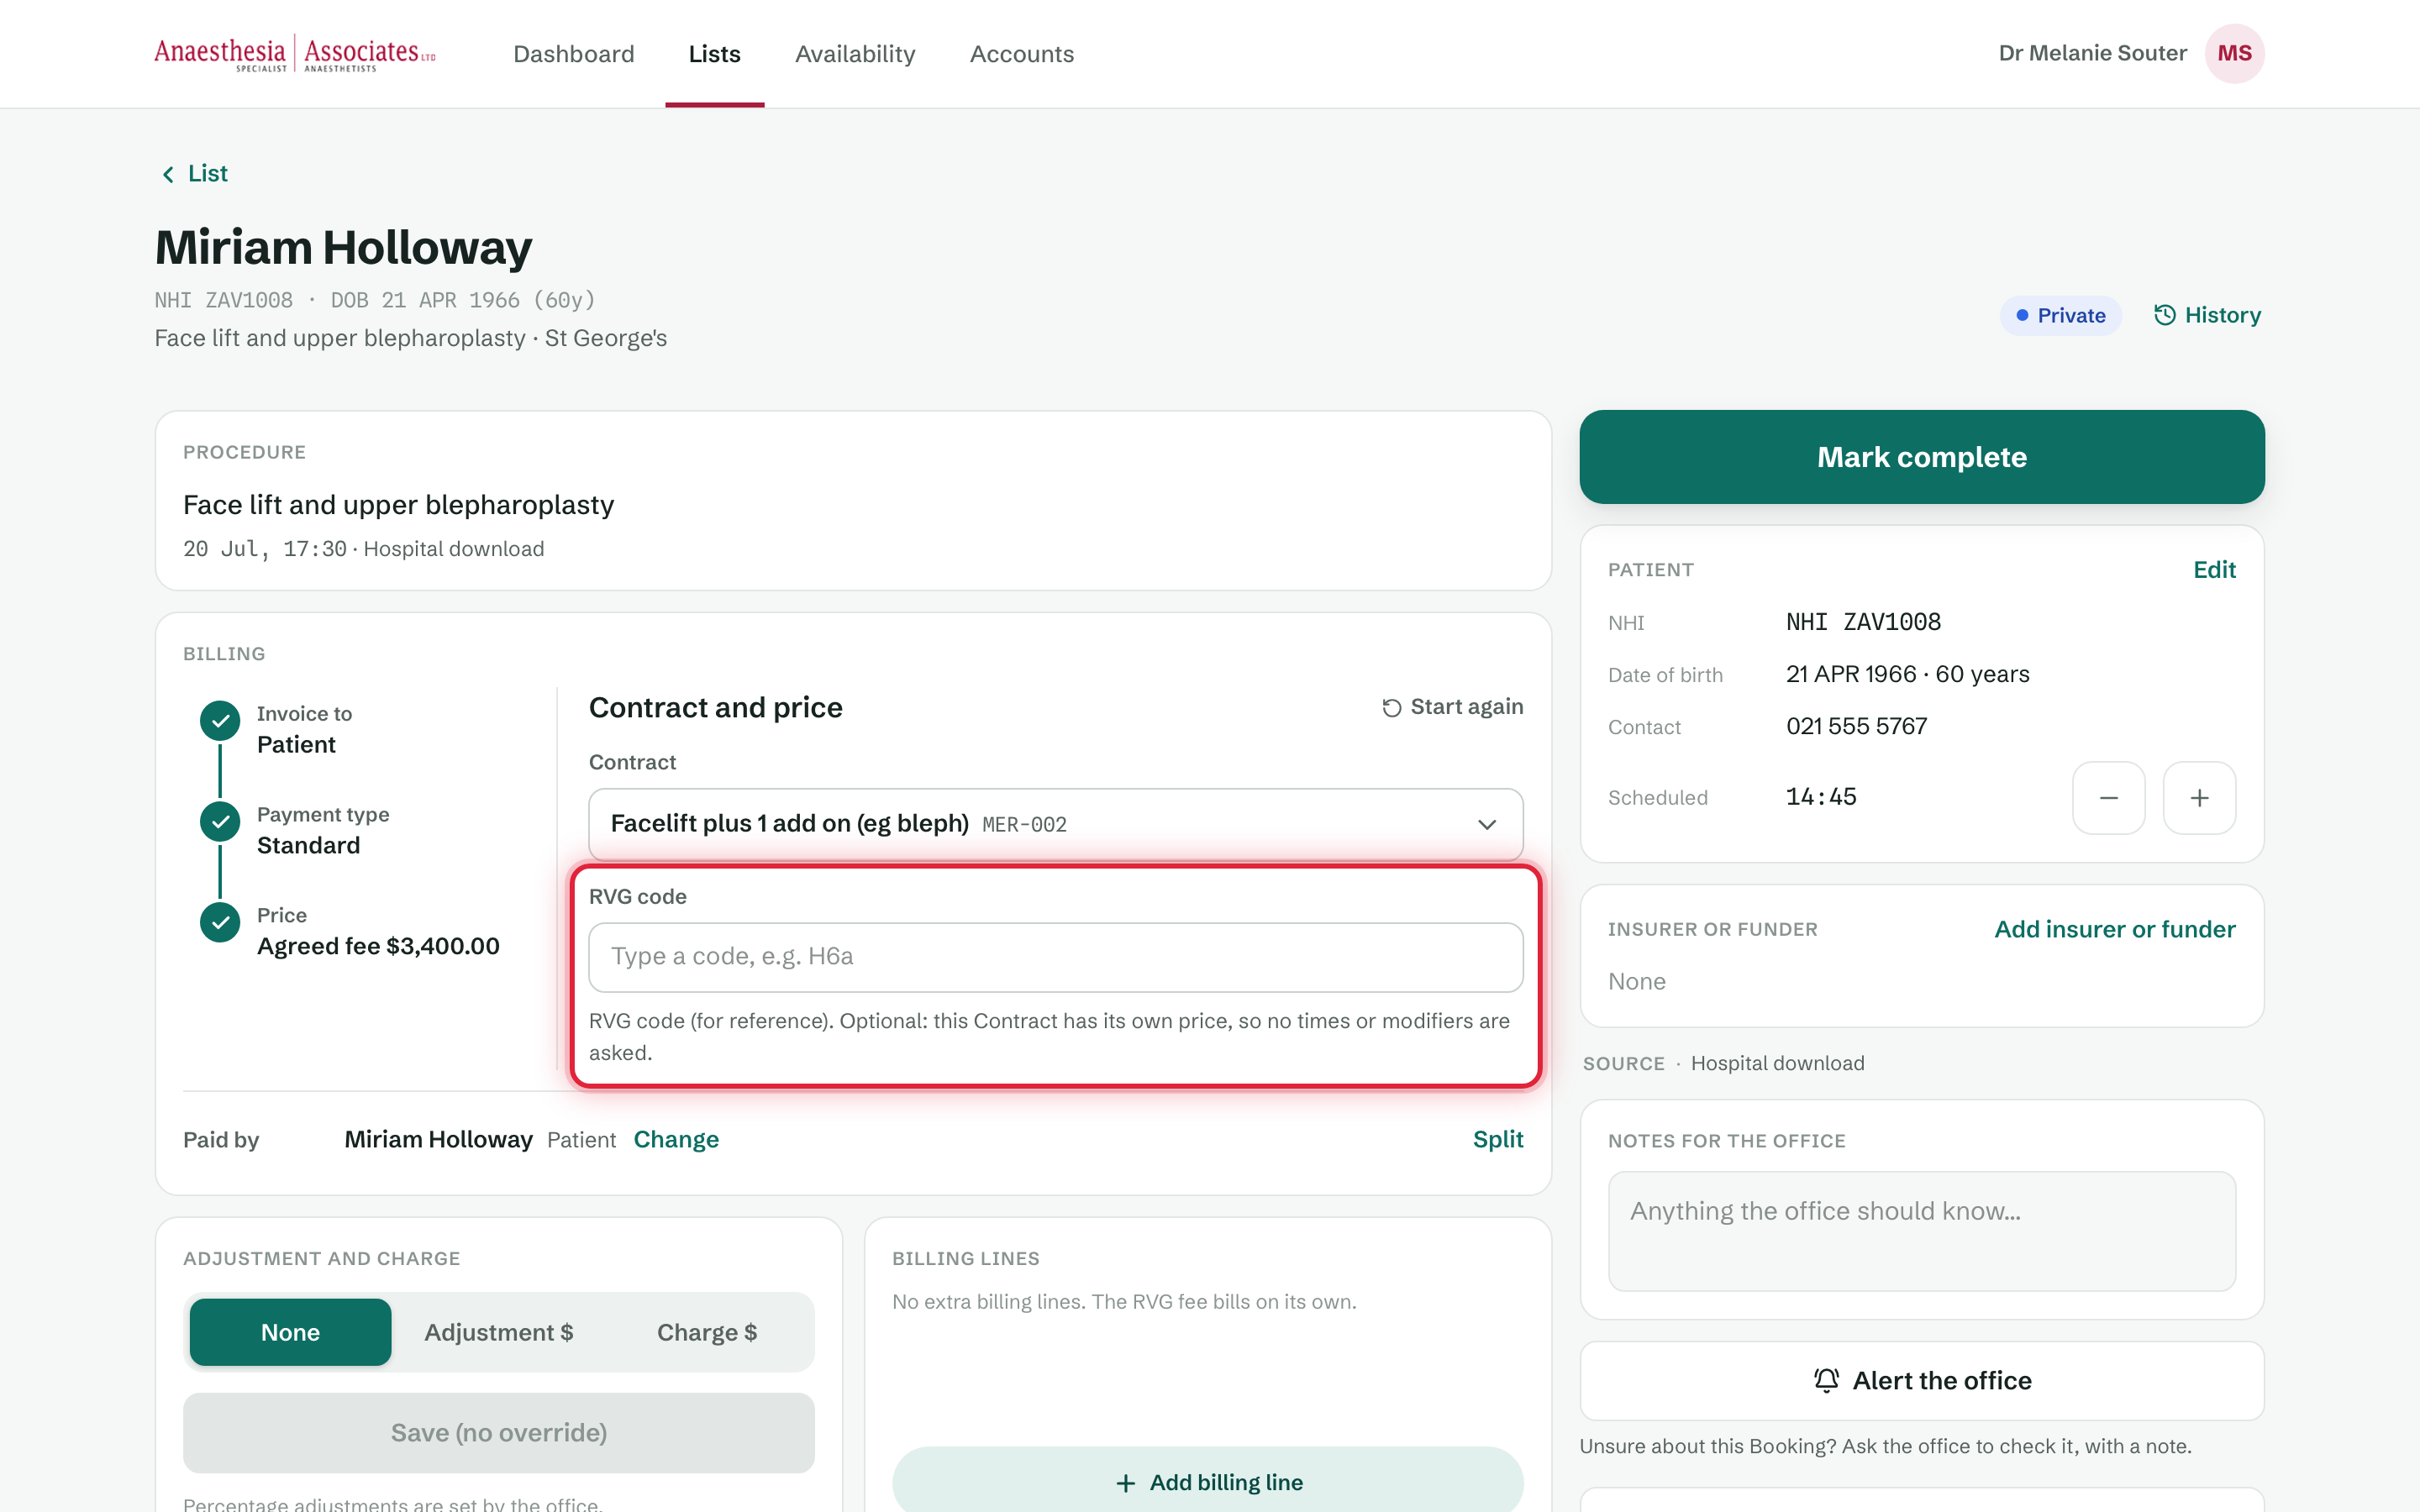 Anaesthesia Associates LTD
SPECIALIST ANAESTHETISTS
Dashboard
Lists
Availability
Accounts
Dr Melanie Souter
MS
List
Miriam Holloway
NHI ZAV1008 · DOB 21 APR 1966 (60y)
Face lift and upper blepharoplasty · St George's
Private
History
PROCEDURE
Face lift and upper blepharoplasty
20 Jul, 17:30 · Hospital download
BILLING
Invoice to
Patient
Payment type
Standard
Price
Agreed fee $3,400.00
Contract and price
Start again
Contract
Facelift plus 1 add on (eg bleph) MER-002
RVG code
Type a code, e.g. H6a
RVG code (for reference). Optional: this Contract has its own price, so no times or modifiers are
asked.
Paid by
Miriam Holloway Patient Change
Split
ADJUSTMENT AND CHARGE
None
Adjustment $
Charge $
Save (no override)
Percentage adjustments are set by the office.
BILLING LINES
No extra billing lines. The RVG fee bills on its own.
+ Add billing line
Mark complete
PATIENT
Edit
NHI
NHI ZAV1008
Date of birth
21 APR 1966 · 60 years
Contact
021 555 5767
Scheduled
14:45
INSURER OR FUNDER
Add insurer or funder
None
SOURCE · Hospital download
NOTES FOR THE OFFICE
Anything the office should know...
Alert the office
Unsure about this Booking? Ask the office to check it, with a note.